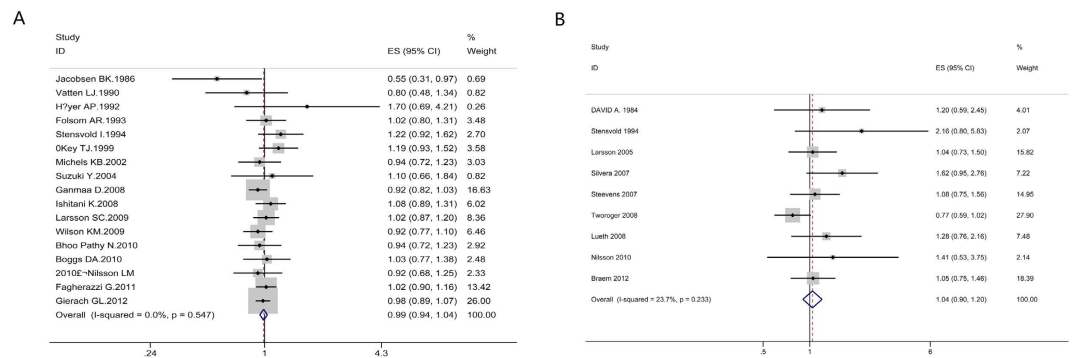 A
Study %
ID ES (95% CI) Weight
Jacobsen BK.1986 0.55 (0.31, 0.97) 0.69
Vatten LJ.1990 0.80 (0.48, 1.34) 0.82
H?yer AP.1992 1.70 (0.69, 4.21) 0.26
Folsom AR.1993 1.02 (0.80, 1.31) 3.48
Stensvold I.1994 1.22 (0.92, 1.62) 2.70
0Key TJ.1999 1.19 (0.93, 1.52) 3.58
Michels KB.2002 0.94 (0.72, 1.23) 3.03
Suzuki Y.2004 1.10 (0.66, 1.84) 0.82
Ganmaa D.2008 0.92 (0.82, 1.03) 16.63
Ishitani K.2008 1.08 (0.89, 1.31) 6.02
Larsson SC.2009 1.02 (0.87, 1.20) 8.36
Wilson KM.2009 0.92 (0.77, 1.10) 6.46
Bhoo Pathy N.2010 0.94 (0.72, 1.23) 2.92
Boggs DA.2010 1.03 (0.77, 1.38) 2.48
2010£¬Nilsson LM 0.92 (0.68, 1.25) 2.33
Fagherazzi G.2011 1.02 (0.90, 1.16) 13.42
Gierach GL.2012 0.98 (0.89, 1.07) 26.00
Overall (I-squared = 0.0%, p = 0.547) 0.99 (0.94, 1.04) 100.00
.24 1 4.3
B
Study %
ID ES (95% CI) Weight
DAVID A. 1984 1.20 (0.59, 2.45) 4.01
Stensvold 1994 2.16 (0.80, 5.83) 2.07
Larsson 2005 1.04 (0.73, 1.50) 15.82
Silvera 2007 1.62 (0.95, 2.76) 7.22
Steevens 2007 1.08 (0.75, 1.56) 14.95
Tworoger 2008 0.77 (0.59, 1.02) 27.90
Lueth 2008 1.28 (0.76, 2.16) 7.48
Nilsson 2010 1.41 (0.53, 3.75) 2.14
Braem 2012 1.05 (0.75, 1.46) 18.39
Overall (I-squared = 23.7%, p = 0.233) 1.04 (0.90, 1.20) 100.00
.5 1 6